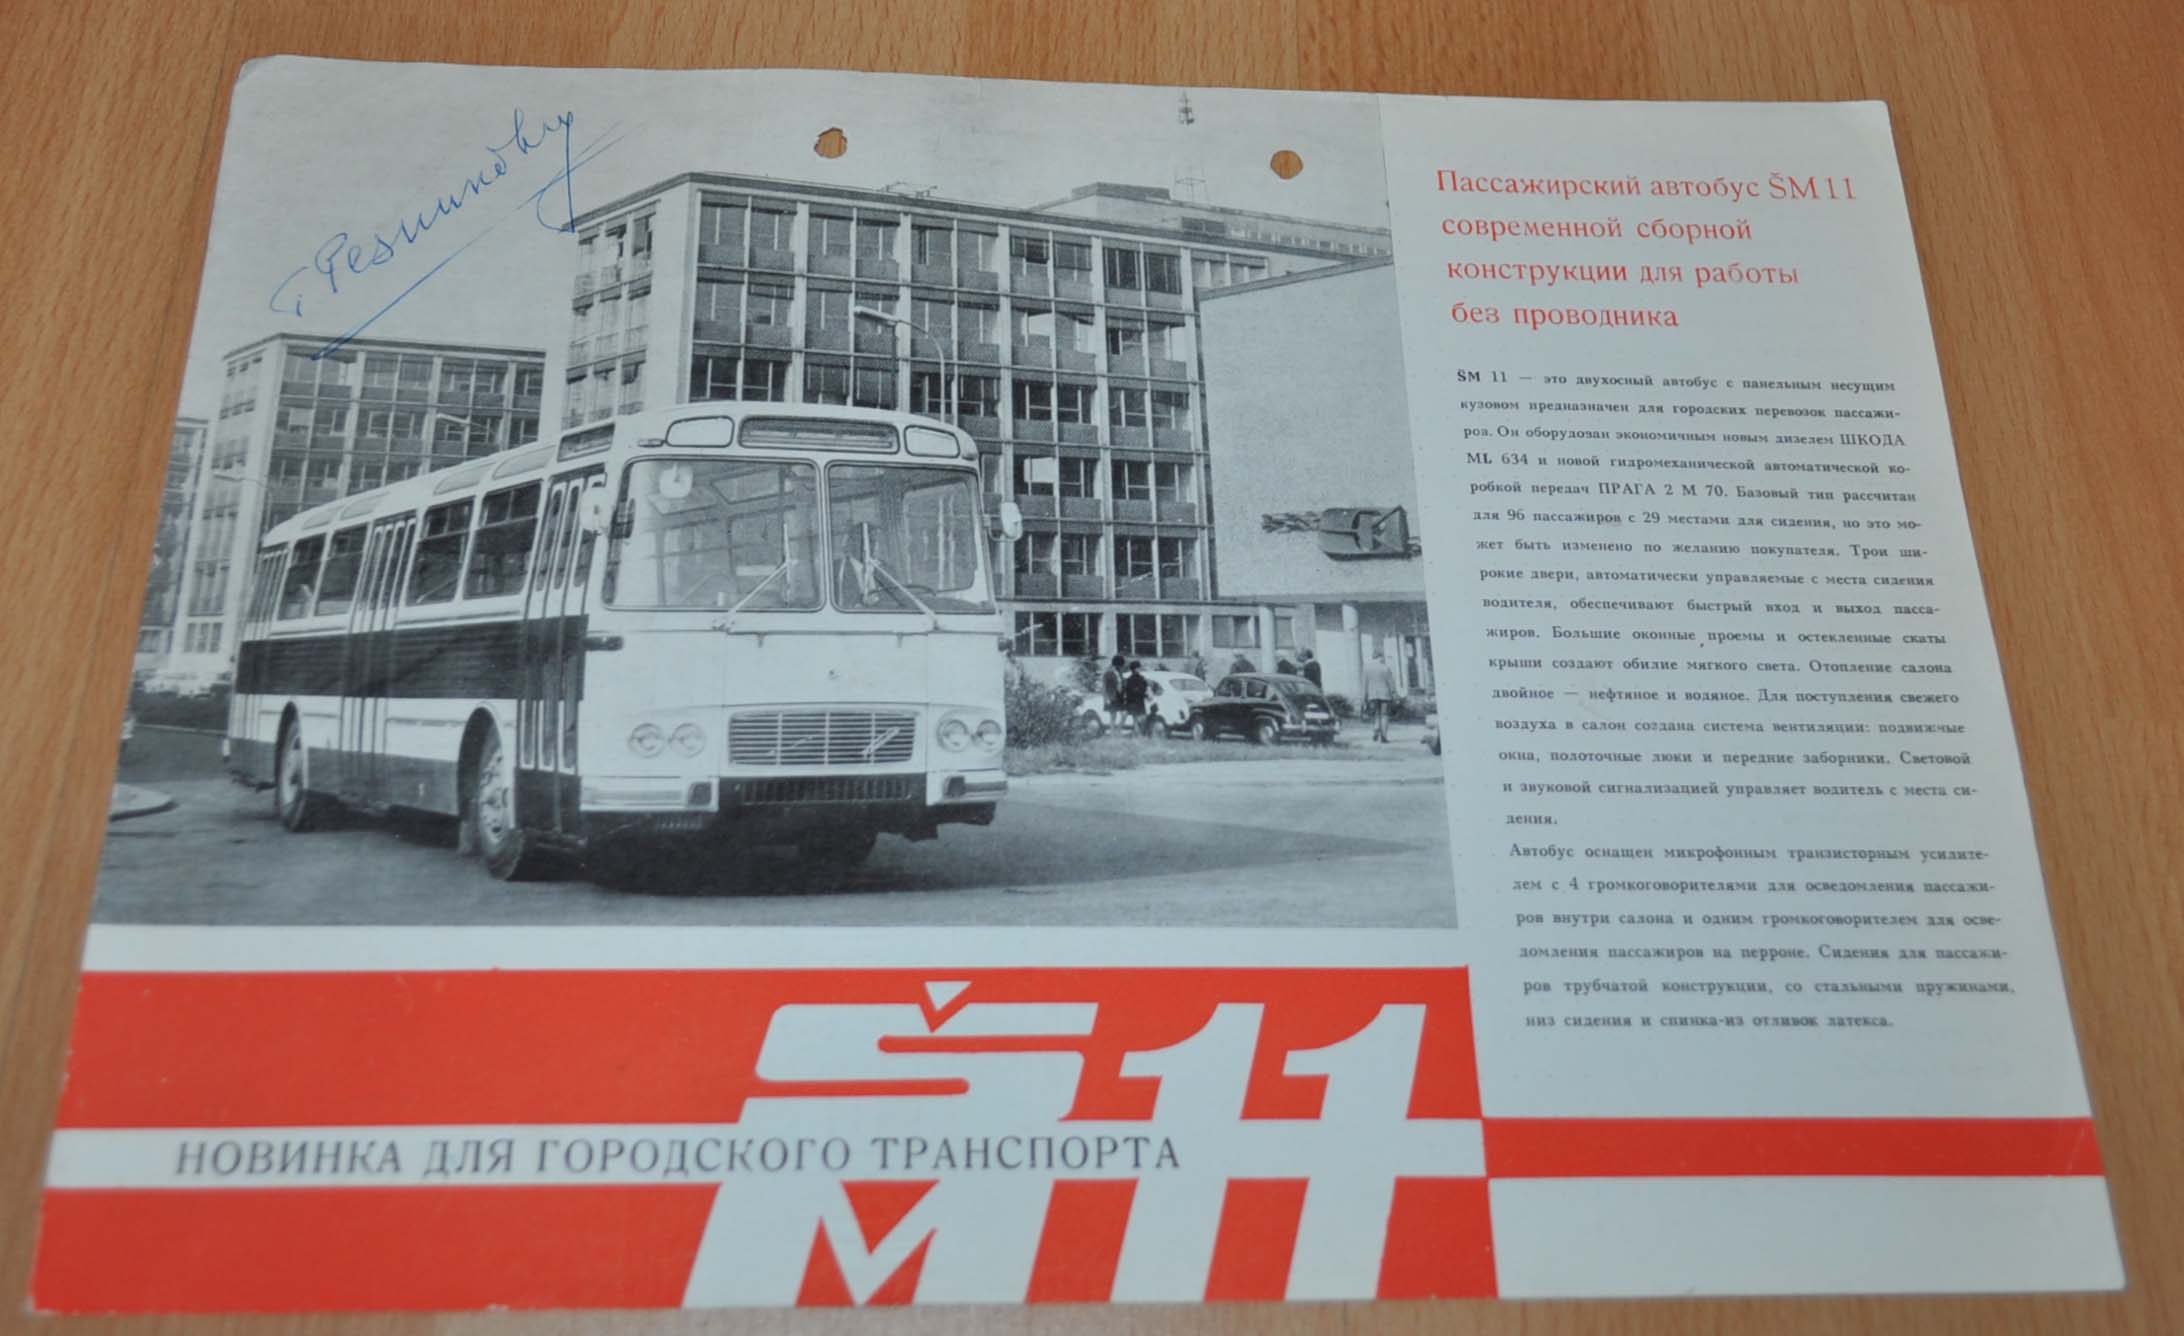 г. Резникову
Пассажирский автобус ŠM 11
современной сборной
конструкции для работы
без проводника
ŠM 11 — это двухосный автобус с панельным несущим
кузовом предназначен для городских перевозок пассажи-
роа. Он оборудоаан экономичным новым дизелем ШКОДА
ML 634 и новой гидромеханической автоматической ко-
робкой передач ПРАГА 2 M 70. Базовый тип рассчитан
для 96 пассажиров с 29 местами для сидения, но это мо-
жет быть изменено по желанию покупателя. Трои ши-
рокие двери, автоматически управляемые с места сидения
водителя, обеспечивают быстрый вход и выход пасса-
жиров. Большие оконные проемы и остекленные скаты
крыши создают обилие мягкого света. Отопление салона
двойное — нефтяное и водяное. Для поступления свежего
воздуха в салон создана система вентиляции: подвижные
окна, полоточные люки и передние заборники. Световой
и звуковой сигнализацией управляет водитель с места си-
дения.
Автобус оснащен микрофонным транзисторным усилите-
лем с 4 громкоговорителями для осведомления пассажи-
ров внутри салона и одним громкоговорителем для осве-
домления пассажиров на перроне. Сидения для пассажи-
ров трубчатой конструкции, со стальными пружинами,
низ сидения и спинка-из отливок латекса.
Š 11
НОВИНКА ДЛЯ ГОРОДСКОГО ТРАНСПОРТА
M 11